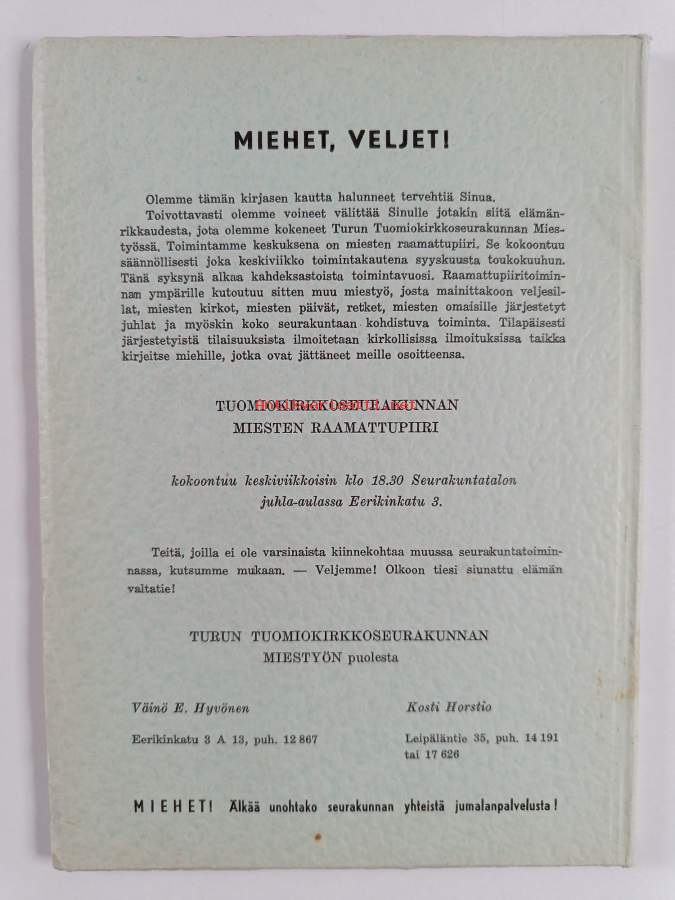 MIEHET, VELJET!
Olemme tämän kirjasen kautta halunneet tervehtiä Sinua.
Toivottavasti olemme voineet välittää Sinulle jotakin siitä elämän-
rikkaudesta, jota olemme kokeneet Turun Tuomiokirkkoseurakunnan Mies-
työssä. Toimintamme keskuksena on miesten raamattupiiri. Se kokoontuu
säännöllisesti joka keskiviikko toimintakautena syyskuusta toukokuuhun.
Tänä syksynä alkaa kahdeksastoista toimintavuosi. Raamattupiiritoimin-
nam ympärille kutoutuu sitten muu miestyö, josta mainittakoon veljesil-
lat, miesten kirkot, miesten päivät, retket, miesten omaisille järjestetyt
juhlat ja myöskin koko seurakuntaan kohdistuva toiminta. Tilapäisesti
järjestetyistä tilaisuuksista ilmoitetaan kirkollisissa ilmoituksissa taikka
kirjeitse miehille, jotka ovat jättäneet meille osoitteensa.
TUOMIOKIRKKOSEURAKUNNAN
MIESTEN RAAMATTUPIIRI
kokoontuu keskiviikkoisin klo 18.30 Seurakuntatalon
juhla-aulassa Eerikinkatu 3.
Teitä, joilla ei ole varsinaista kiinnekohtaa muussa seurakuntatoimin-
nassa, kutsumme mukaan. — Veljemme! Olkoon tiesi siunattu elämän
valtatie!
TURUN TUOMIOKIRKKOSEURAKUNNAN
MIESTYÖN puolesta
Väinö E. Hyvönen Kosti Horstio
Eerikinkatu 3 A 13, puh. 12 867 Leipäläntie 35, puh. 14 191
tai 17 626
MIEHET! Älkää unohtako seurakunnan yhteistä jumalanpalvelusta!